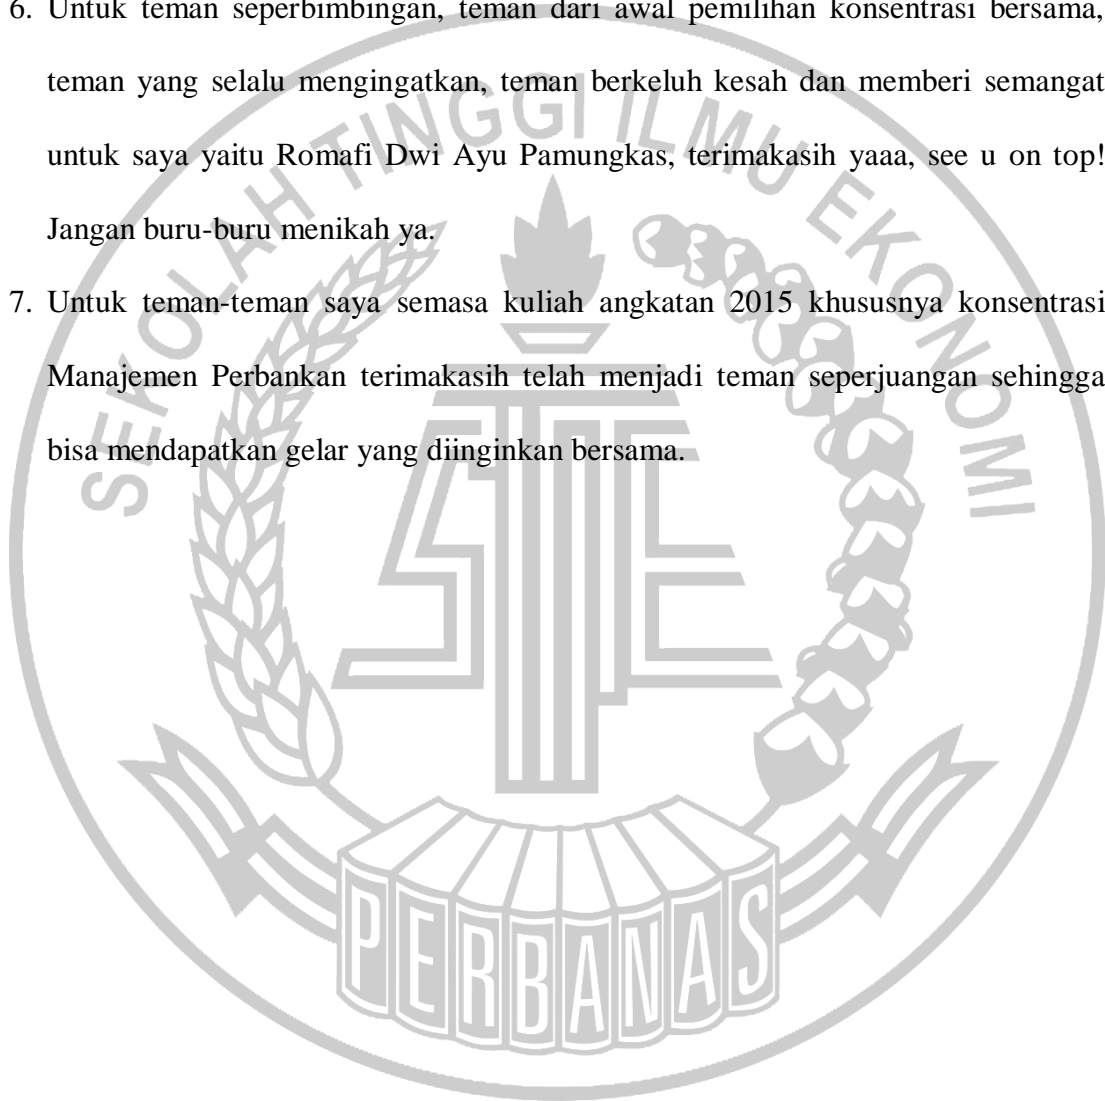 6. Untuk teman seperbimbingan, teman dari awal pemilihan konsentrasi bersama,
teman yang selalu mengingatkan, teman berkeluh kesah dan memberi semangat
untuk saya yaitu Romafi Dwi Ayu Pamungkas, terimakasih yaaa, see u on top!
Jangan buru-buru menikah ya.
7. Untuk teman-teman saya semasa kuliah angkatan 2015 khususnya konsentrasi
Manajemen Perbankan terimakasih telah menjadi teman seperjuangan sehingga
bisa mendapatkan gelar yang diinginkan bersama.
SEKOLAH TINGGI ILMU EKONOMI
STIE
PERBANAS